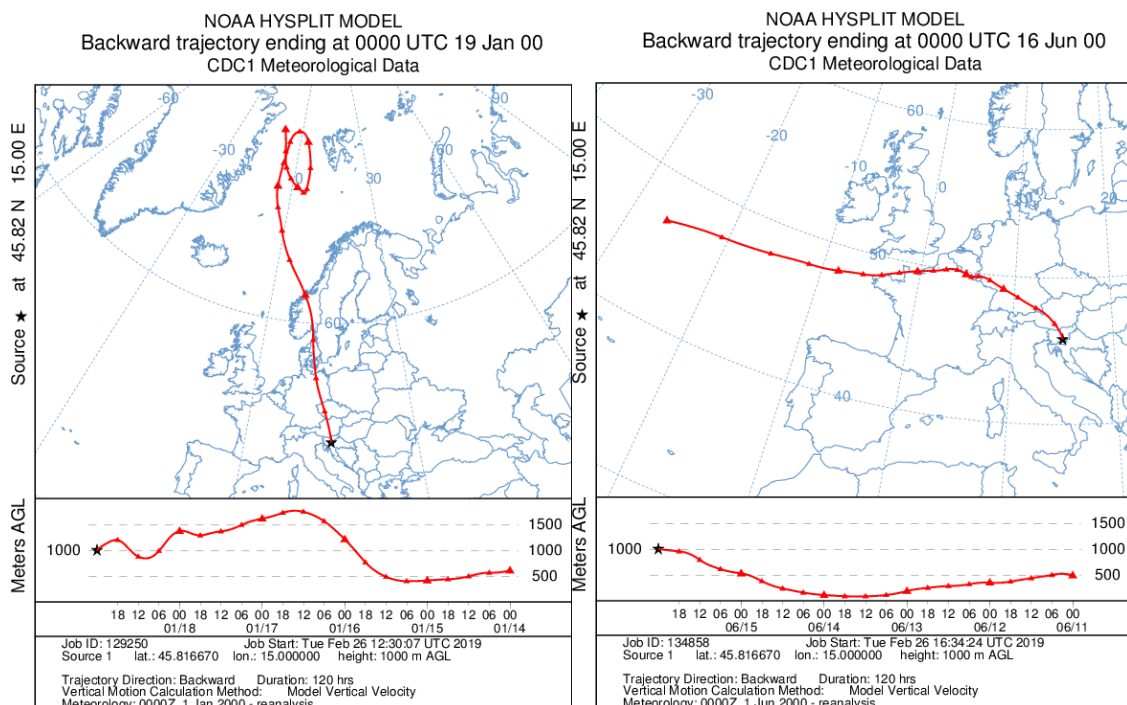 NOAA HYSPLIT MODEL
Backward trajectory ending at 0000 UTC 19 Jan 00
CDC1 Meteorological Data
Source ★ at 45.82 N 15.00 E
-60
90
-30
60
0
30
60
Meters AGL
1500
1000
1000
500
18 12 06 00 18 12 06 00 18 12 06 00 18 12 06 00 18 12 06 00
01/18 01/17 01/16 01/15 01/14
Job ID: 129250 Job Start: Tue Feb 26 12:30:07 UTC 2019
Source 1 lat.: 45.816670 lon.: 15.000000 height: 1000 m AGL
Trajectory Direction: Backward Duration: 120 hrs
Vertical Motion Calculation Method: Model Vertical Velocity
Meteorology: 0000Z 1 Jan 2000 - reanalysis
NOAA HYSPLIT MODEL
Backward trajectory ending at 0000 UTC 16 Jun 00
CDC1 Meteorological Data
Source ★ at 45.82 N 15.00 E
-30
60
-20
-10
0
10
20
50
40
Meters AGL
1500
1000
1000
500
18 12 06 00 18 12 06 00 18 12 06 00 18 12 06 00 18 12 06 00
06/15 06/14 06/13 06/12 06/11
Job ID: 134858 Job Start: Tue Feb 26 16:34:24 UTC 2019
Source 1 lat.: 45.816670 lon.: 15.000000 height: 1000 m AGL
Trajectory Direction: Backward Duration: 120 hrs
Vertical Motion Calculation Method: Model Vertical Velocity
Meteorology: 0000Z 1 Jun 2000 - reanalysis